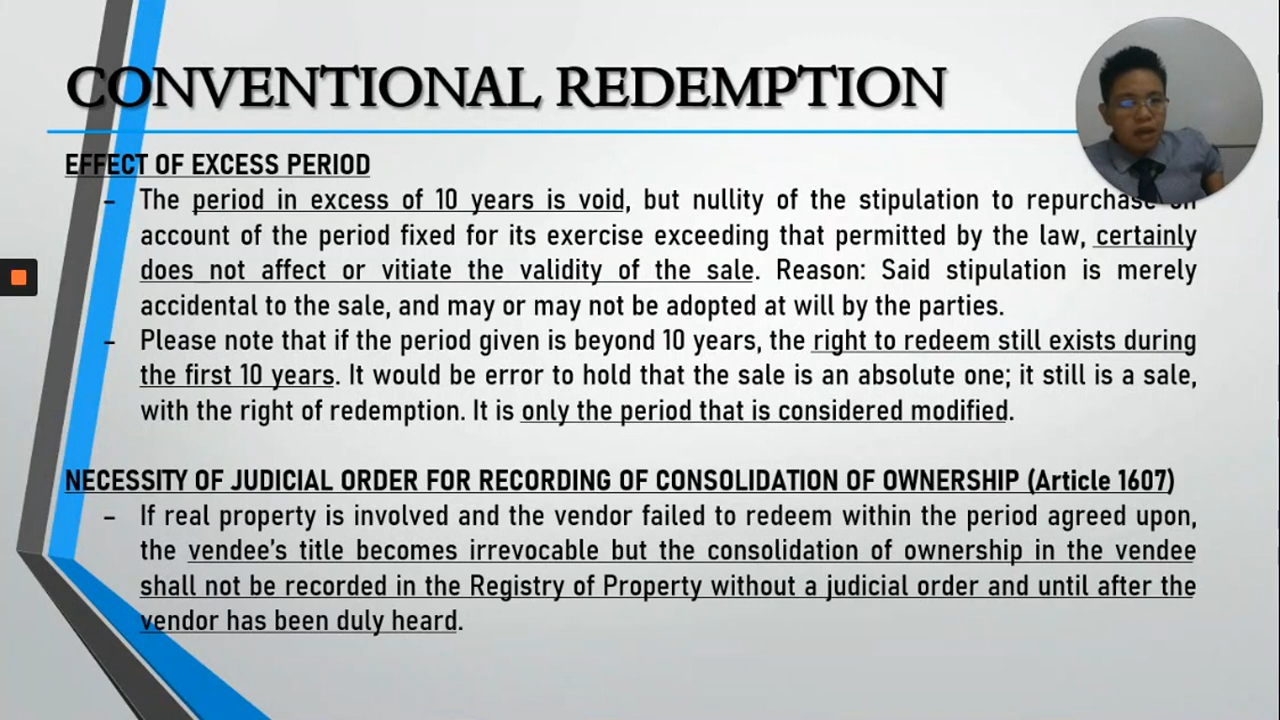 CONVENTIONAL REDEMPTION
EFFECT OF EXCESS PERIOD
- The period in excess of 10 years is void, but nullity of the stipulation to repurchase on
account of the period fixed for its exercise exceeding that permitted by the law, certainly
does not affect or vitiate the validity of the sale. Reason: Said stipulation is merely
accidental to the sale, and may or may not be adopted at will by the parties.
- Please note that if the period given is beyond 10 years, the right to redeem still exists during
the first 10 years. It would be error to hold that the sale is an absolute one; it still is a sale,
with the right of redemption. It is only the period that is considered modified.
NECESSITY OF JUDICIAL ORDER FOR RECORDING OF CONSOLIDATION OF OWNERSHIP (Article 1607)
- If real property is involved and the vendor failed to redeem within the period agreed upon,
the vendee's title becomes irrevocable but the consolidation of ownership in the vendee
shall not be recorded in the Registry of Property without a judicial order and until after the
vendor has been duly heard.